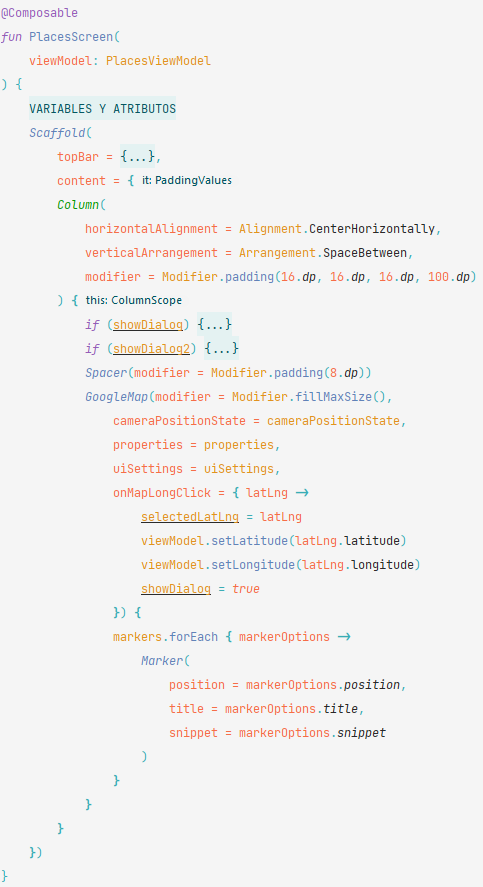 @Composable
fun PlacesScreen(
    viewModel: PlacesViewModel
) {
    VARIABLES Y ATRIBUTOS
    Scaffold(
        topBar = {...},
        content = { it: PaddingValues
        Column(
            horizontalAlignment = Alignment.CenterHorizontally,
            verticalArrangement = Arrangement.SpaceBetween,
            modifier = Modifier.padding(16.dp, 16.dp, 16.dp, 100.dp)
        ) { this: ColumnScope
            if (showDialog) {...}
            if (showDialog2) {...}
            Spacer(modifier = Modifier.padding(8.dp))
            GoogleMap(modifier = Modifier.fillMaxSize(),
                cameraPositionState = cameraPositionState,
                properties = properties,
                uiSettings = uiSettings,
                onMapLongClick = { latLng →
                    selectedLatLng = latLng
                    viewModel.setLatitude(latLng.latitude)
                    viewModel.setLongitude(latLng.longitude)
                    showDialog = true
                }) {
                markers.forEach { markerOptions →
                    Marker(
                        position = markerOptions.position,
                        title = markerOptions.title,
                        snippet = markerOptions.snippet
                    )
                }
            }
        }
    })
}